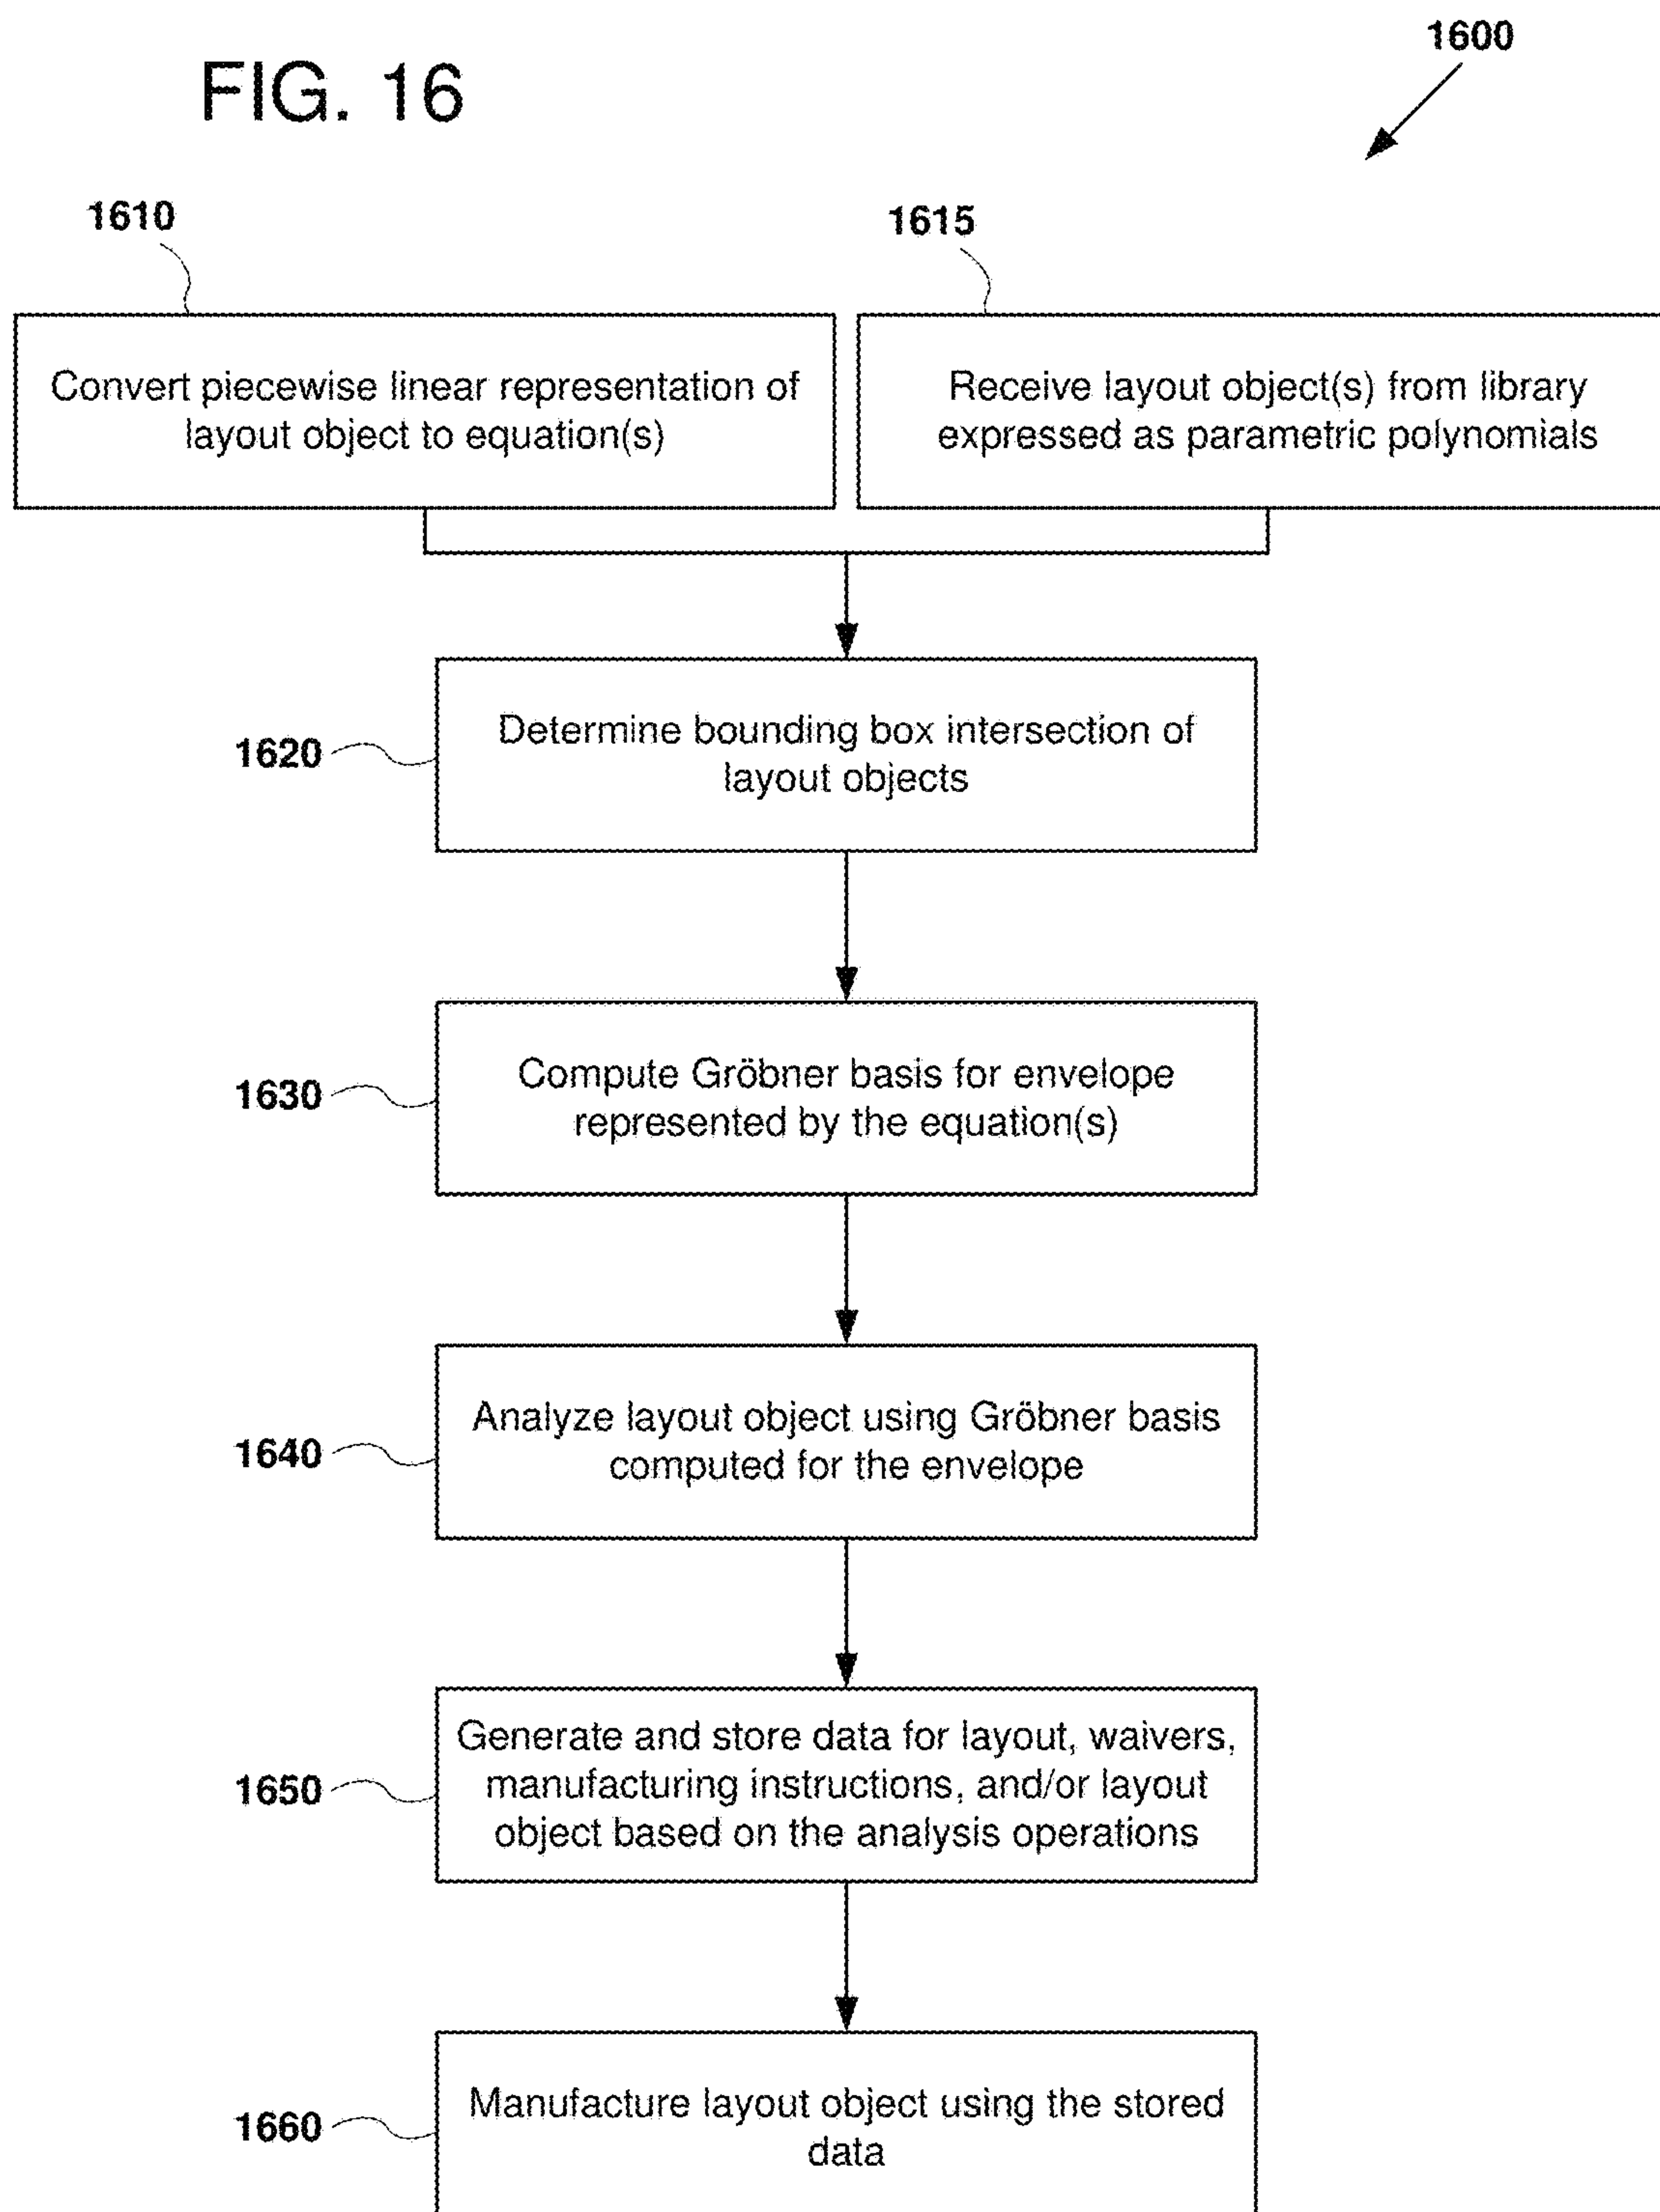 1600
FIG. 16
1610
1615
Convert piecewise linear representation of
layout object to equation(s)
Receive layout object(s) from library
expressed as parametric polynomials
1620
Determine bounding box intersection of
layout objects
1630
Compute Gröbner basis for envelope
represented by the equation(s)
1640
Analyze layout object using Gröbner basis
computed for the envelope
1650
Generate and store data for layout, waivers,
manufacturing instructions, and/or layout
object based on the analysis operations
1660
Manufacture layout object using the stored
data